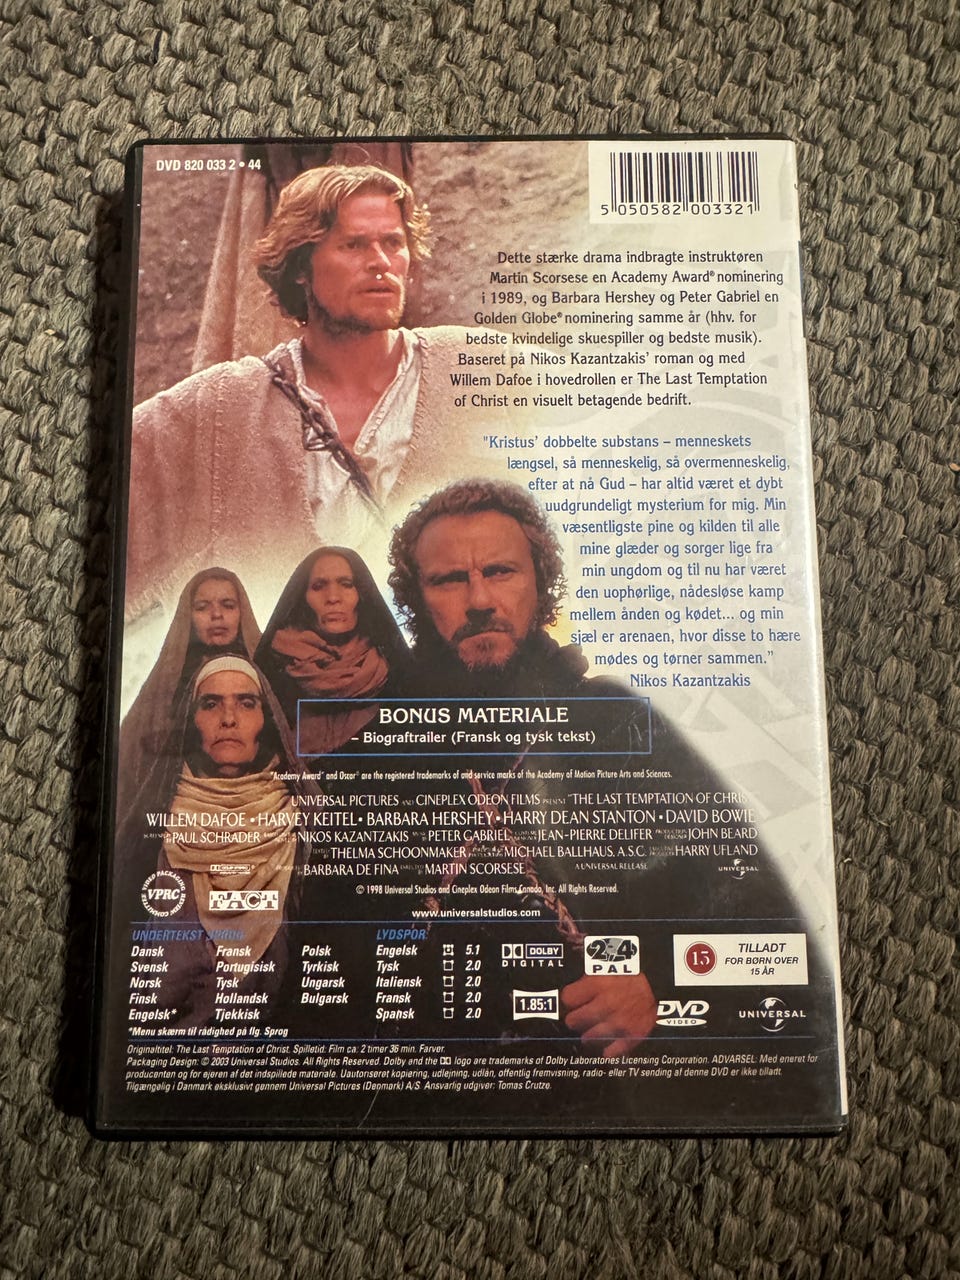 DVD 820 033 2 • 44
5 050582 003321
Dette stærke drama indbragte instruktøren
Martin Scorsese en Academy Award® nominering
i 1989, og Barbara Hershey og Peter Gabriel en
Golden Globe® nominering samme år (hhv. for
bedste kvindelige skuespiller og bedste musik).
Baseret på Nikos Kazantzakis' roman og med
Willem Dafoe i hovedrollen er The Last Temptation
of Christ en visuelt betagende bedrift.
"Kristus' dobbelte substans – menneskets
længsel, så menneskelig, så overmenneskelig,
efter at nå Gud – har altid været et dybt
uudgrundeligt mysterium for mig. Min
væsentligste pine og kilden til alle
mine glæder og sorger lige fra
min ungdom og til nu har været
den uophørlige, nådesløse kamp
mellem ånden og kødet... og min
sjæl er arenaen, hvor disse to hære
mødes og tørner sammen."
Nikos Kazantzakis
BONUS MATERIALE
– Biograftrailer (Fransk og tysk tekst)
"Academy Award" and Oscar® are the registered trademarks of and service marks of the Academy of Motion Picture Arts and Sciences.
UNIVERSAL PICTURES AND CINEPLEX ODEON FILMS PRESENT "THE LAST TEMPTATION OF CHRIS
WILLEM DAFOE • HARVEY KEITEL • BARBARA HERSHEY • HARRY DEAN STANTON • DAVID BOWIE
PAUL SCHRADER NIKOS KAZANTZAKIS PETER GABRIEL JEAN-PIERRE DELIFER JOHN BEARD
THELMA SCHOONMAKER MICHAEL BALLHAUS, A.S.C. HARRY UFLAND
BARBARA DE FINA MARTIN SCORSESE A UNIVERSAL RELEASE UNIVERSAL
VIDEO PACKAGING REVIEW COMMITTEE VPRC
FACT
© 1998 Universal Studios and Cineplex Odeon Films Canada, Inc. All Rights Reserved.
www.universalstudios.com
UNDERTEKST SPROG:
Dansk Fransk Polsk
Svensk Portugisisk Tyrkisk
Norsk Tysk Ungarsk
Finsk Hollandsk Bulgarsk
Engelsk* Tjekkisk
*Menu skærm til rådighed på flg. Sprog
LYDSPOR:
Engelsk 5.1
Tysk 2.0
Italiensk 2.0
Fransk 2.0
Spansk 2.0
DOLBY
DIGITAL
1.85:1
2-4
PAL
15
TILLADT
FOR BØRN OVER
15 ÅR
DVD
VIDEO
UNIVERSAL
Originaltitel: The Last Temptation of Christ. Spilletid: Film ca. 2 timer 36 min. Farver.
Packaging Design: © 2003 Universal Studios. All Rights Reserved. Dolby and the DD logo are trademarks of Dolby Laboratories Licensing Corporation. ADVARSEL: Med eneret for
producenten og for ejeren af det indspillede materiale. Uautoriseret kopiering, udlejning, udlån, offentlig fremvisning, radio- eller TV sending af denne DVD er ikke tilladt.
Tilgængelig i Danmark eksklusivt gennem Universal Pictures (Denmark) A/S. Ansvarlig udgiver: Tomas Crutze.